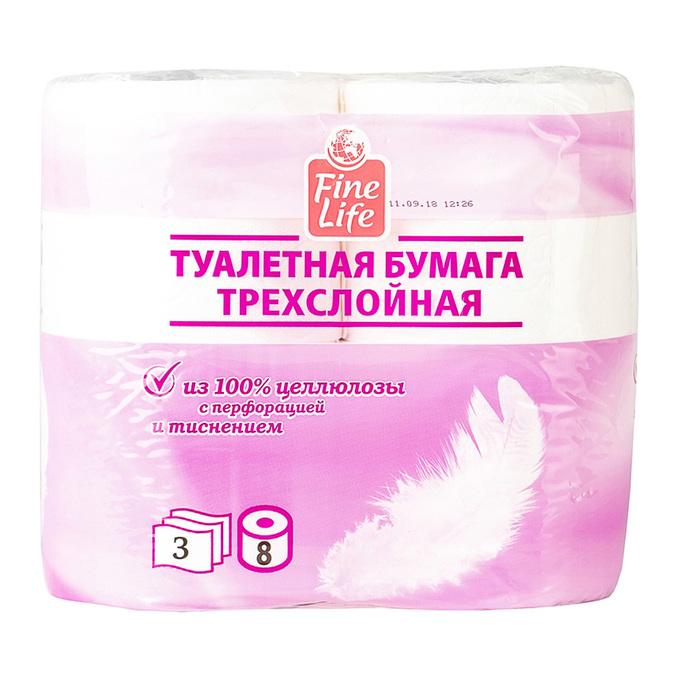 Fine
Life
11.09.18 12:26
ТУАЛЕТНАЯ БУМАГА
ТРЕХСЛОЙНАЯ
из 100% целлюлозы
с перфорацией
и тиснением
3
8